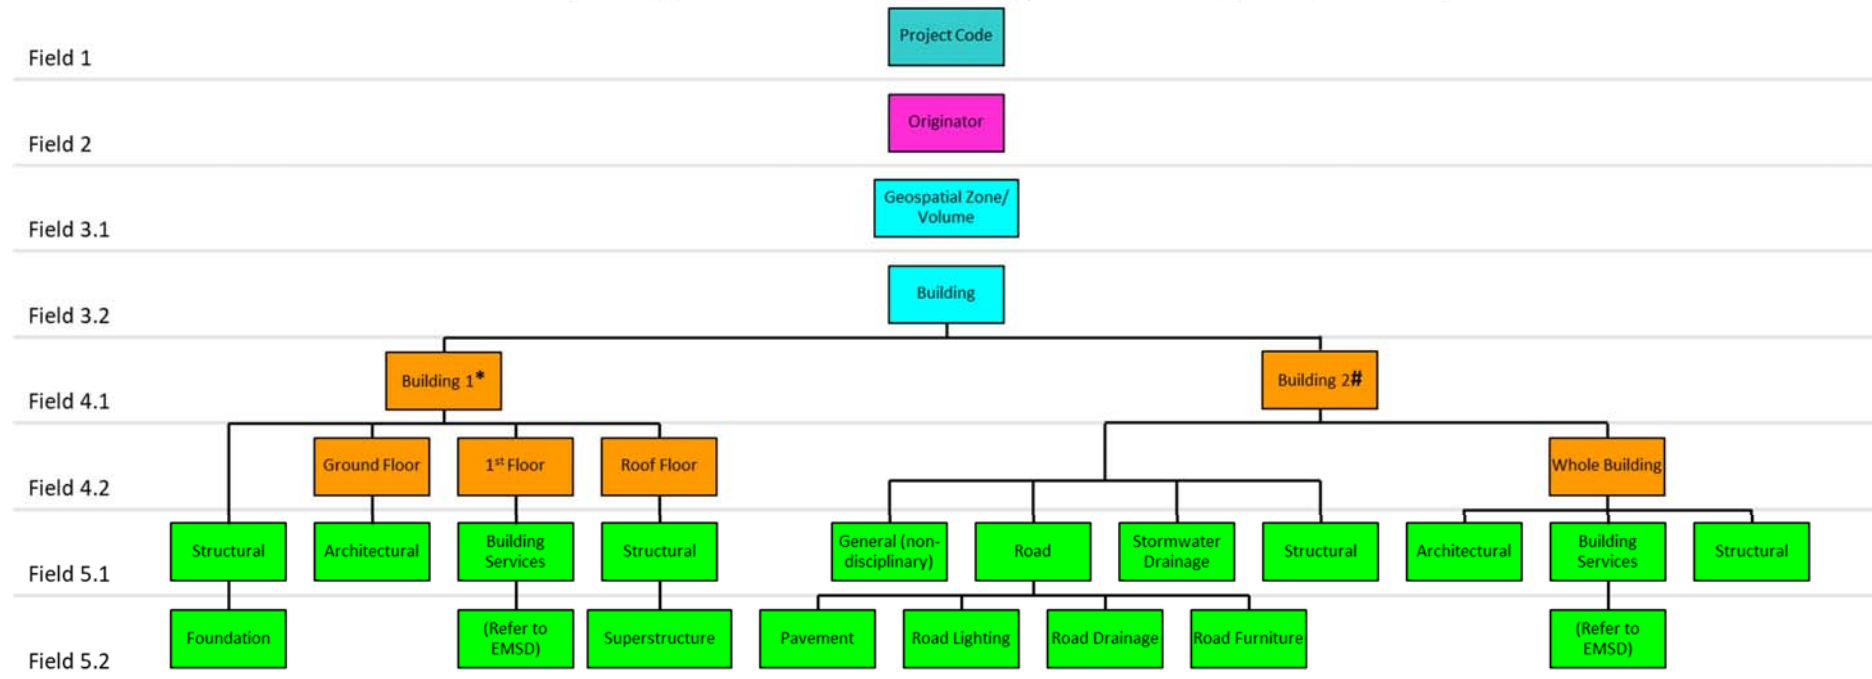 Field 1
Project Code
Field 2
Originator
Field 3.1
Geospatial Zone/
Volume
Field 3.2
Building
Field 4.1
Building 1*
Building 2#
Field 4.2
Ground Floor
1st Floor
Roof Floor
Whole Building
Field 5.1
Structural
Architectural
Building
Services
Structural
General (non-
disciplinary)
Road
Stormwater
Drainage
Structural
Architectural
Building
Services
Structural
Field 5.2
Foundation
(Refer to
EMSD)
Superstructure
Pavement
Road Lighting
Road Drainage
Road Furniture
(Refer to
EMSD)